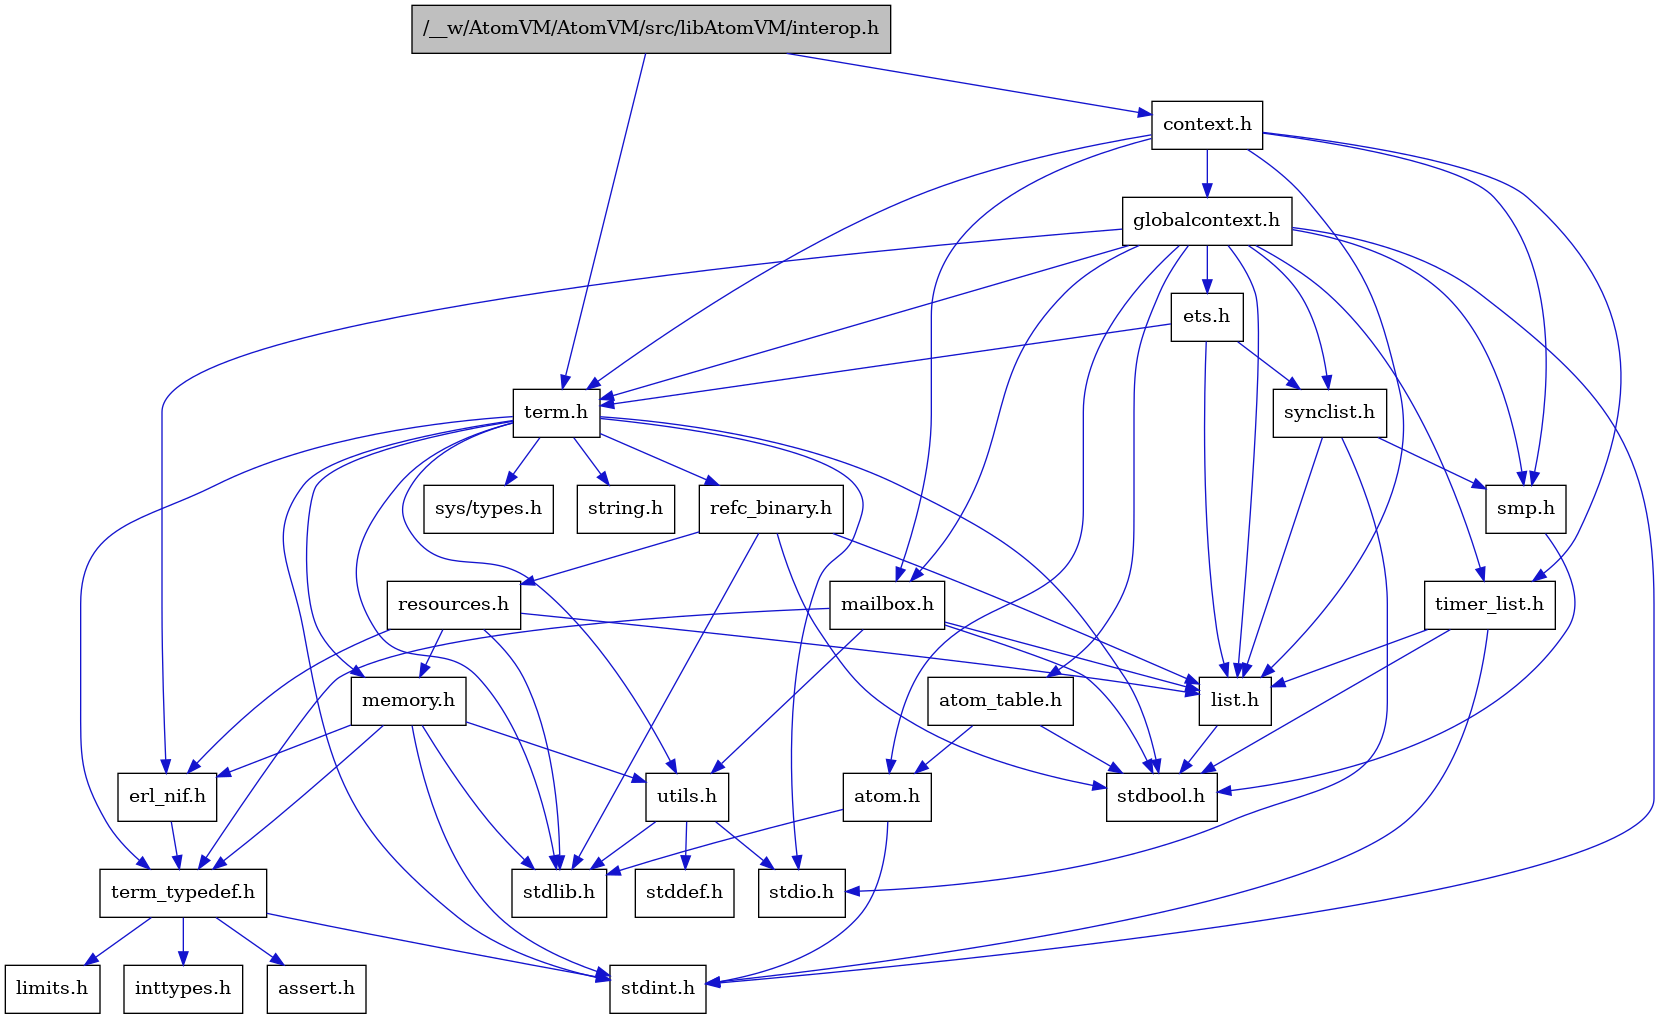 /__w/AtomVM/AtomVM/src/libAtomVM/interop.h
context.h
globalcontext.h
ets.h
term.h
synclist.h
sys/types.h
string.h
refc_binary.h
smp.h
resources.h
mailbox.h
timer_list.h
memory.h
atom_table.h
list.h
erl_nif.h
utils.h
atom.h
stdbool.h
term_typedef.h
stdlib.h
stddef.h
stdio.h
limits.h
inttypes.h
assert.h
stdint.h